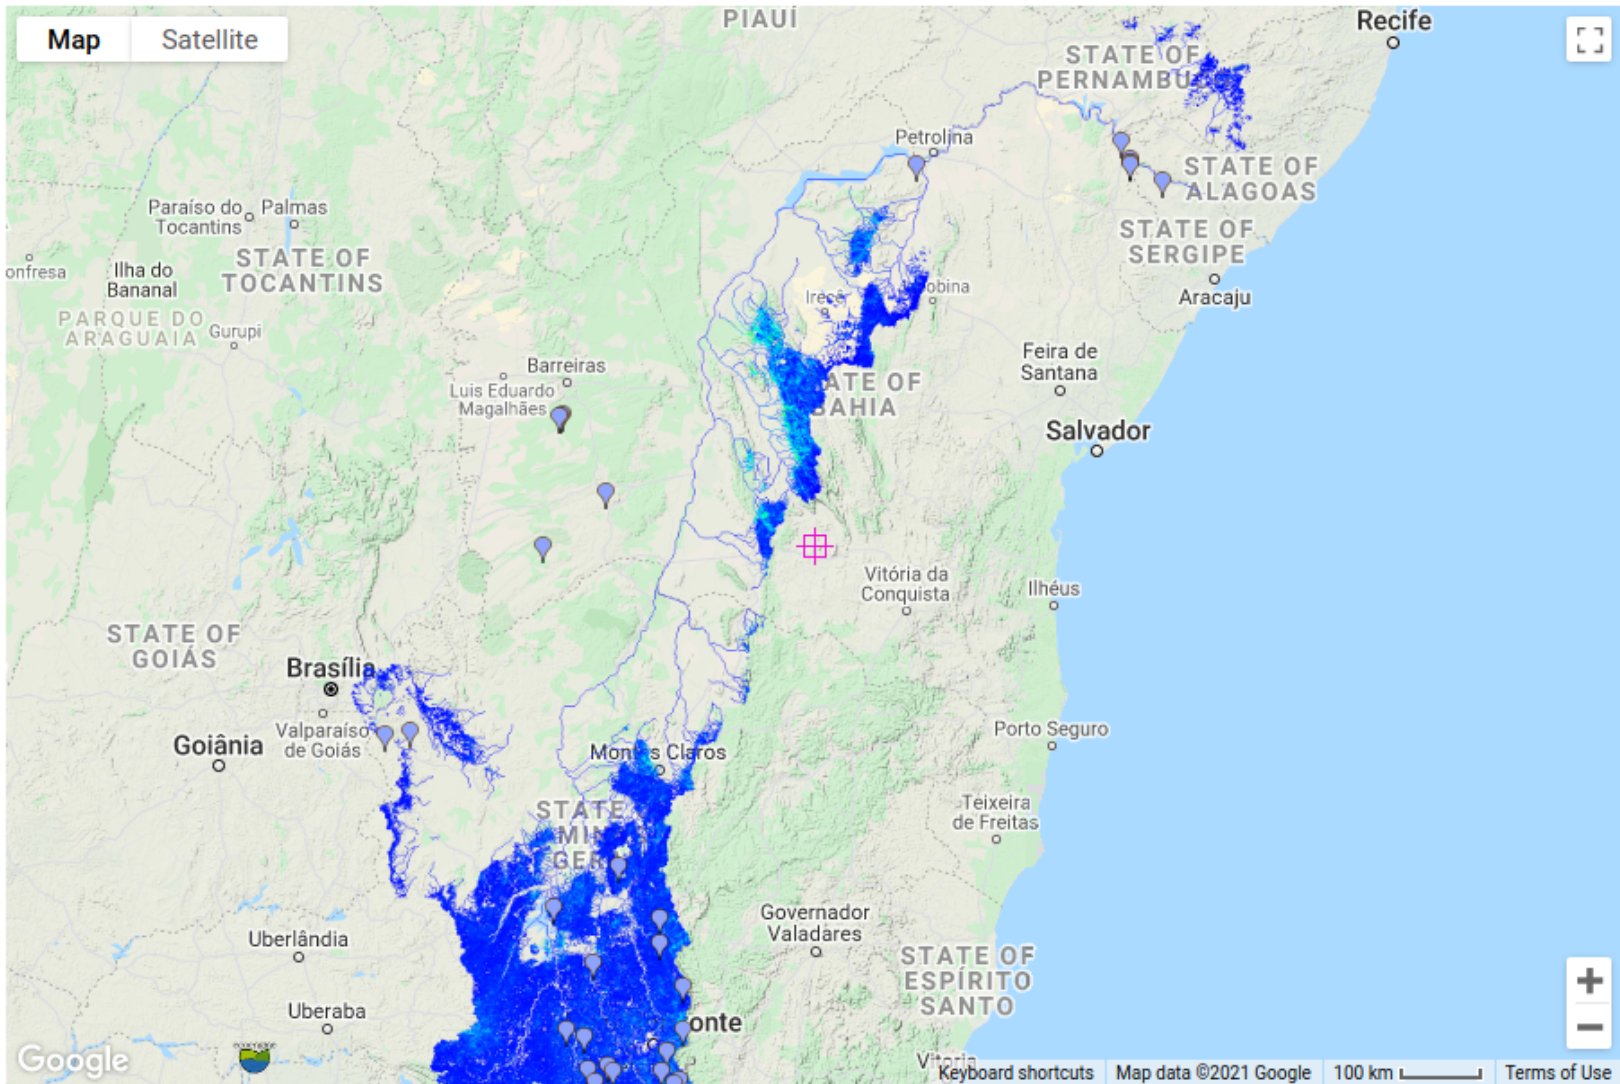 Map
Satellite
PIAUÍ
Recife
STATE OF
PERNAMBU
Petrolina
STATE OF
ALAGOAS
Paraíso do
Tocantins
Palmas
STATE OF
SERGIPE
STATE OF
TOCANTINS
onfresa
Ilha do
Bananal
Irecê
obina
Aracaju
PARQUE DO
ARAGUAIA
Gurupi
Barreiras
Feira de
Santana
Luis Eduardo
Magalhães
ATE OF
BAHIA
Salvador
Vitória da
Conquista
Ilhéus
STATE OF
GOIÁS
Brasília
Valparaíso
de Goiás
Goiânia
Porto Seguro
Montes Claros
STATE
MIN
GER
Teixeira
de Freitas
Governador
Valadares
Uberlândia
STATE OF
ESPÍRITO
SANTO
Uberaba
onte
Vitoria
Google
Keyboard shortcuts
Map data ©2021 Google
100 km
Terms of Use